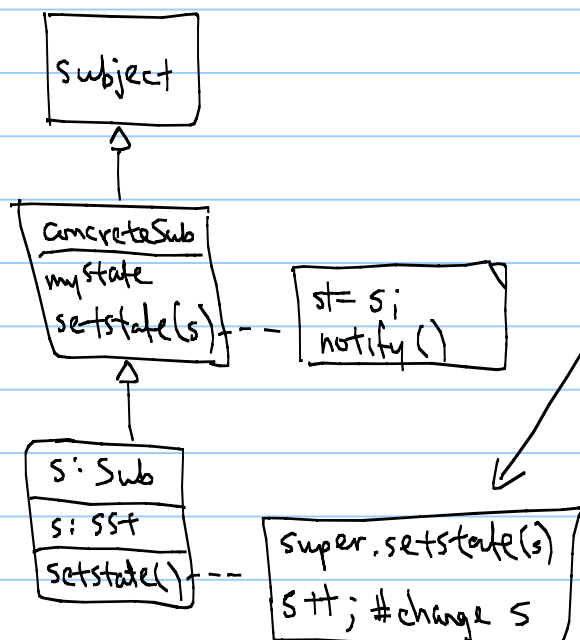 subject
concreteSub
mystate
setstate(s)
st= s;
notify()
s: Sub
s: SSt
setstate()
super.setstate(s)
s++; #change s